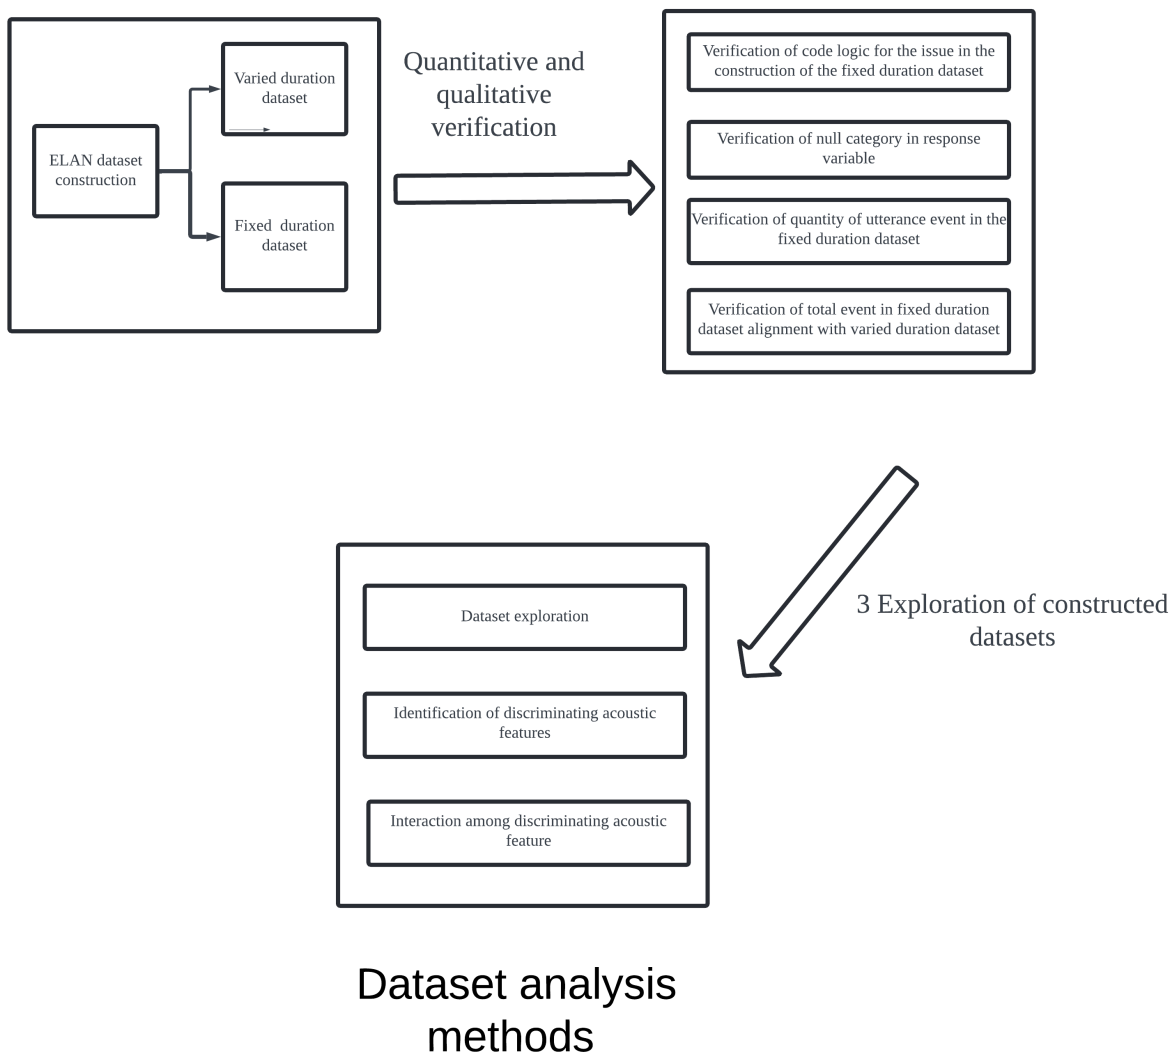 ELAN dataset
construction
Varied duration
dataset
Fixed duration
dataset
Quantitative and
qualitative
verification
Verification of code logic for the issue in the
construction of the fixed duration dataset
Verification of null category in response
variable
Verification of quantity of utterance event in the
fixed duration dataset
Verification of total event in fixed duration
dataset alignment with varied duration dataset
3 Exploration of constructed
datasets
Dataset exploration
Identification of discriminating acoustic
features
Interaction among discriminating acoustic
feature
Dataset analysis
methods